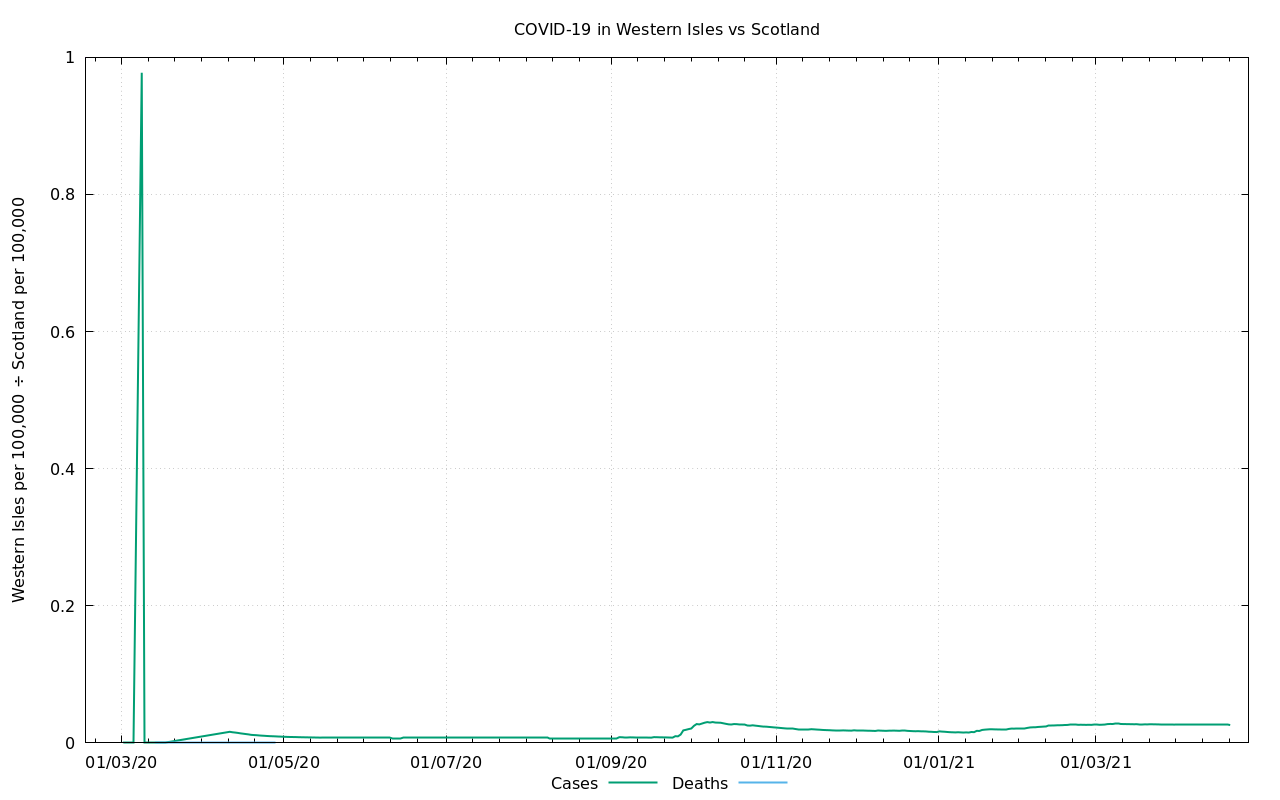 COVID-19 in Western Isles vs Scotland
Western Isles per 100,000 ÷ Scotland per 100,000
1
0.8
0.6
0.4
0.2
0
01/03/20 01/05/20 01/07/20 01/09/20 01/11/20 01/01/21 01/03/21
Cases Deaths